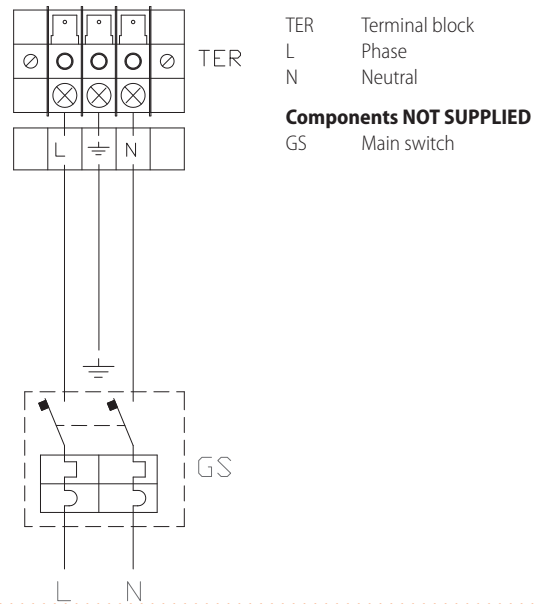 TER
L N
GS
L N
TER Terminal block
L Phase
N Neutral
Components NOT SUPPLIED
GS Main switch